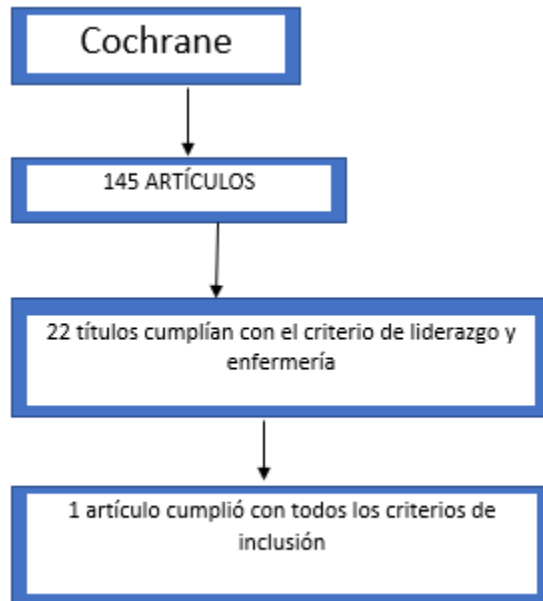 Cochrane
145 ARTÍCULOS
22 títulos cumplían con el criterio de liderazgo y
enfermería
1 artículo cumplió con todos los criterios de
inclusión